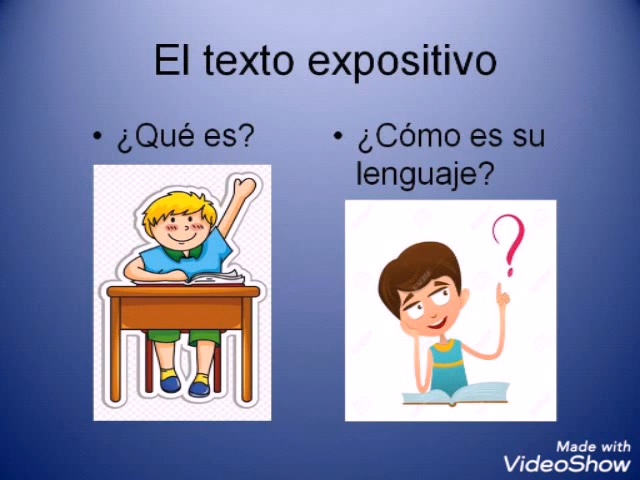 El texto expositivo
• ¿Qué es?
• ¿Cómo es su
lenguaje?
?
Made with
VideoShow